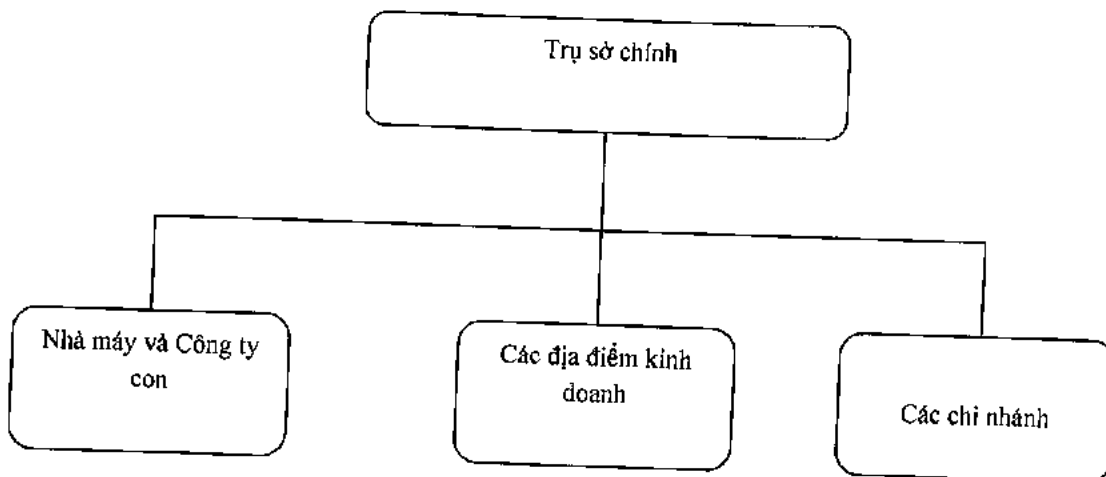 Trụ sở chính
Nhà máy và Công ty
con
Các địa điểm kinh
doanh
Các chi nhánh